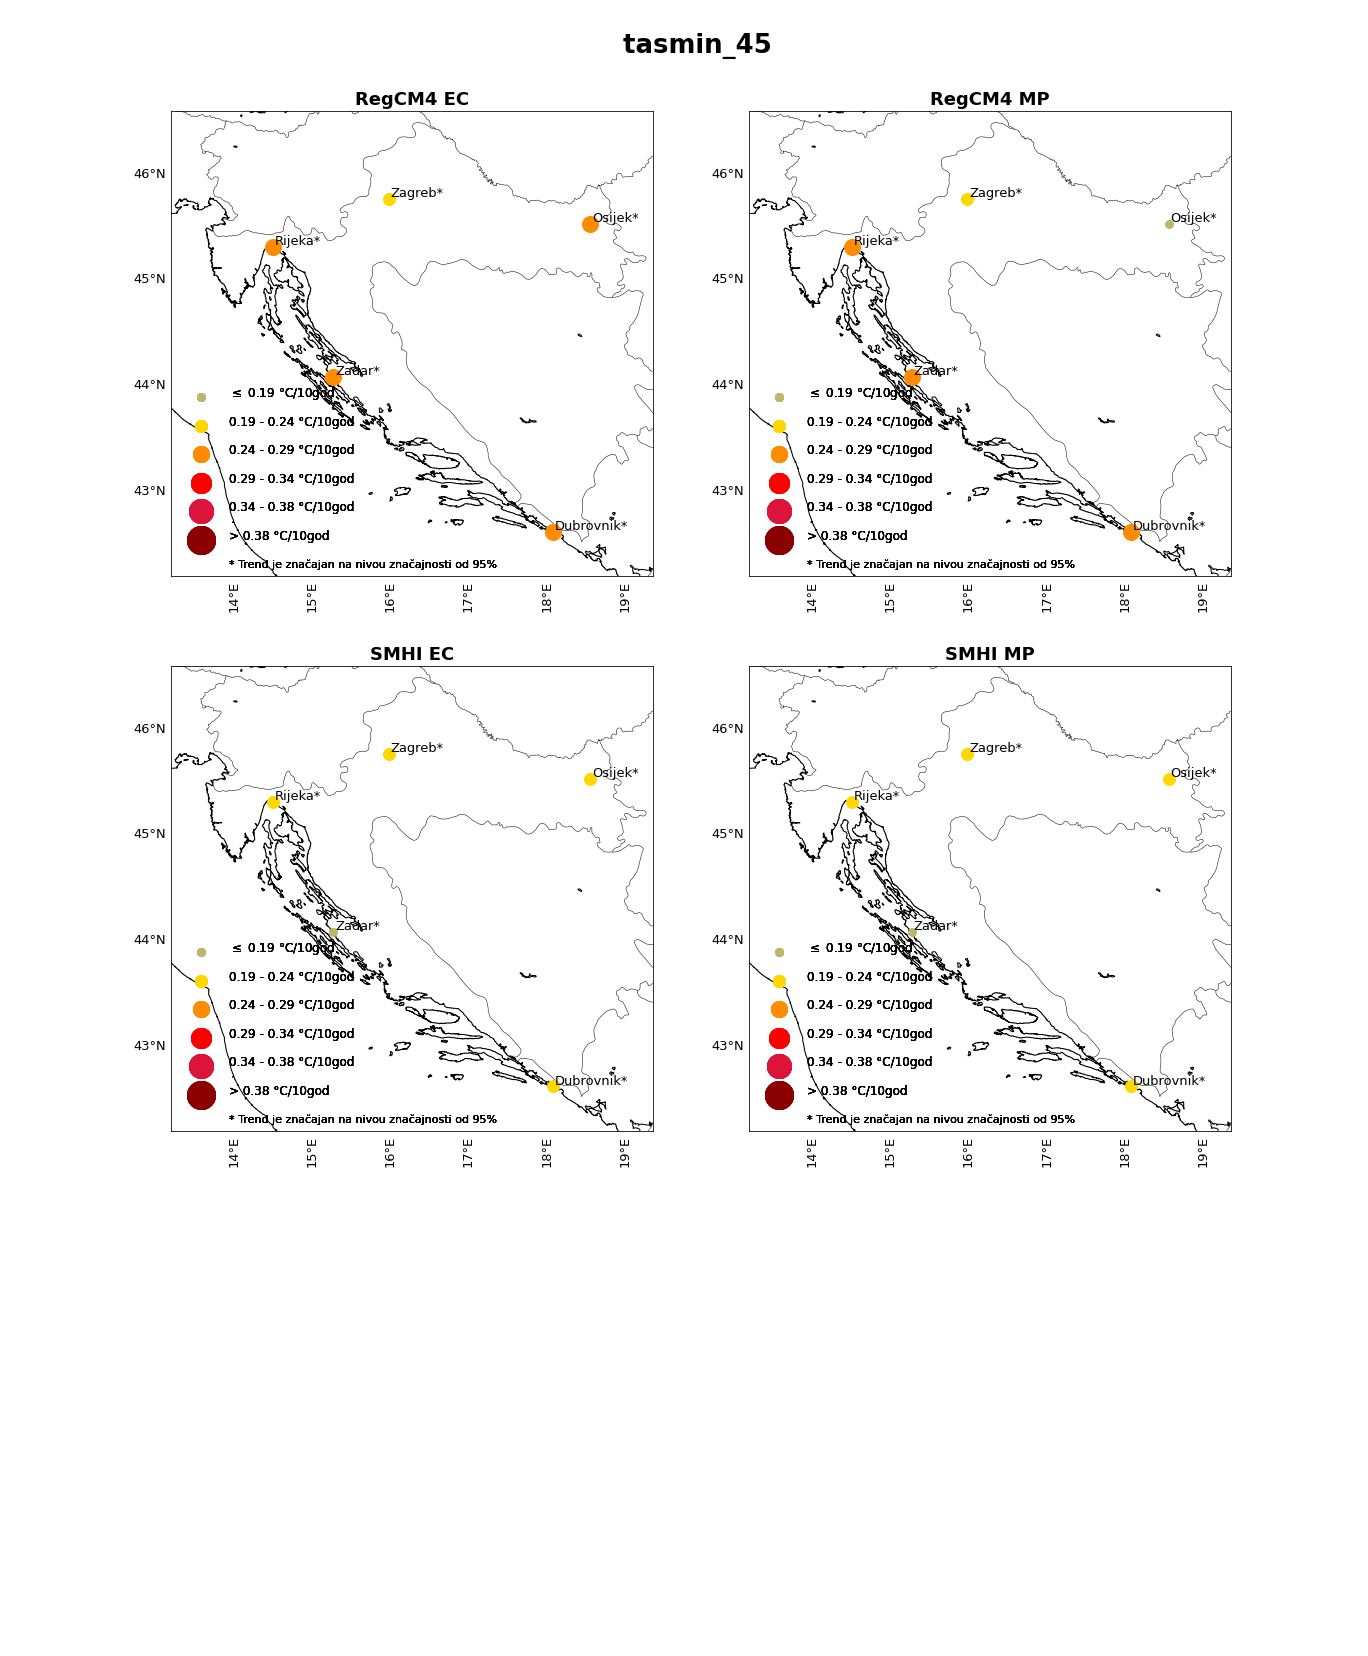 tasmin_45
RegCM4 EC
46°N
45°N
44°N
43°N
Zagreb*
Osijek*
Rijeka*
Zadar*
≤ 0.19 °C/10god
0.19 - 0.24 °C/10god
0.24 - 0.29 °C/10god
0.29 - 0.34 °C/10god
0.34 - 0.38 °C/10god
Dubrovnik*
> 0.38 °C/10god
* Trend je značajan na nivou značajnosti od 95%
14°E 15°E 16°E 17°E 18°E 19°E
RegCM4 MP
46°N
45°N
44°N
43°N
Zagreb*
Osijek*
Rijeka*
Zadar*
≤ 0.19 °C/10god
0.19 - 0.24 °C/10god
0.24 - 0.29 °C/10god
0.29 - 0.34 °C/10god
0.34 - 0.38 °C/10god
Dubrovnik*
> 0.38 °C/10god
* Trend je značajan na nivou značajnosti od 95%
14°E 15°E 16°E 17°E 18°E 19°E
SMHI EC
46°N
45°N
44°N
43°N
Zagreb*
Osijek*
Rijeka*
Zadar*
≤ 0.19 °C/10god
0.19 - 0.24 °C/10god
0.24 - 0.29 °C/10god
0.29 - 0.34 °C/10god
0.34 - 0.38 °C/10god
Dubrovnik*
> 0.38 °C/10god
* Trend je značajan na nivou značajnosti od 95%
14°E 15°E 16°E 17°E 18°E 19°E
SMHI MP
46°N
45°N
44°N
43°N
Zagreb*
Osijek*
Rijeka*
Zadar*
≤ 0.19 °C/10god
0.19 - 0.24 °C/10god
0.24 - 0.29 °C/10god
0.29 - 0.34 °C/10god
0.34 - 0.38 °C/10god
Dubrovnik*
> 0.38 °C/10god
* Trend je značajan na nivou značajnosti od 95%
14°E 15°E 16°E 17°E 18°E 19°E